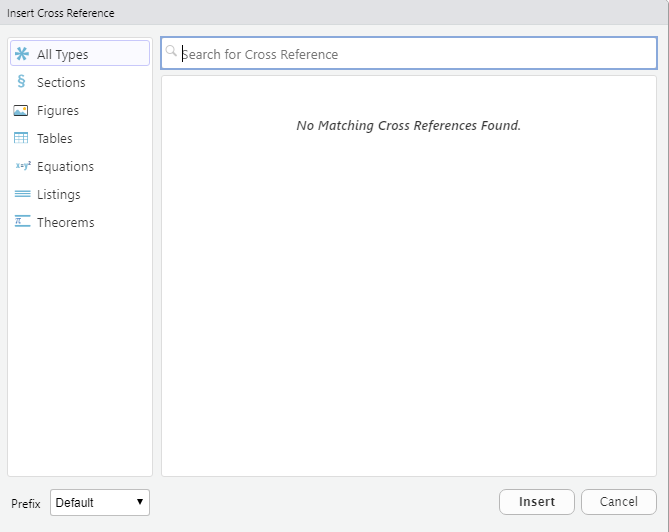 Insert Cross Reference
All Types
Sections
Figures
Tables
x=y² Equations
Listings
Theorems
Search for Cross Reference
No Matching Cross References Found.
Prefix Default
Insert Cancel